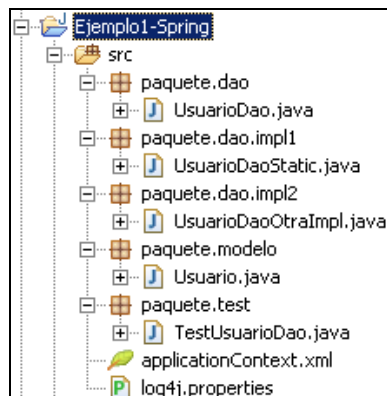 Ejemplo1-Spring
src
paquete.dao
UsuarioDao.java
paquete.dao.impl1
UsuarioDaoStatic.java
paquete.dao.impl2
UsuarioDaoOtraImpl.java
paquete.modelo
Usuario.java
paquete.test
TestUsuarioDao.java
applicationContext.xml
log4j.properties